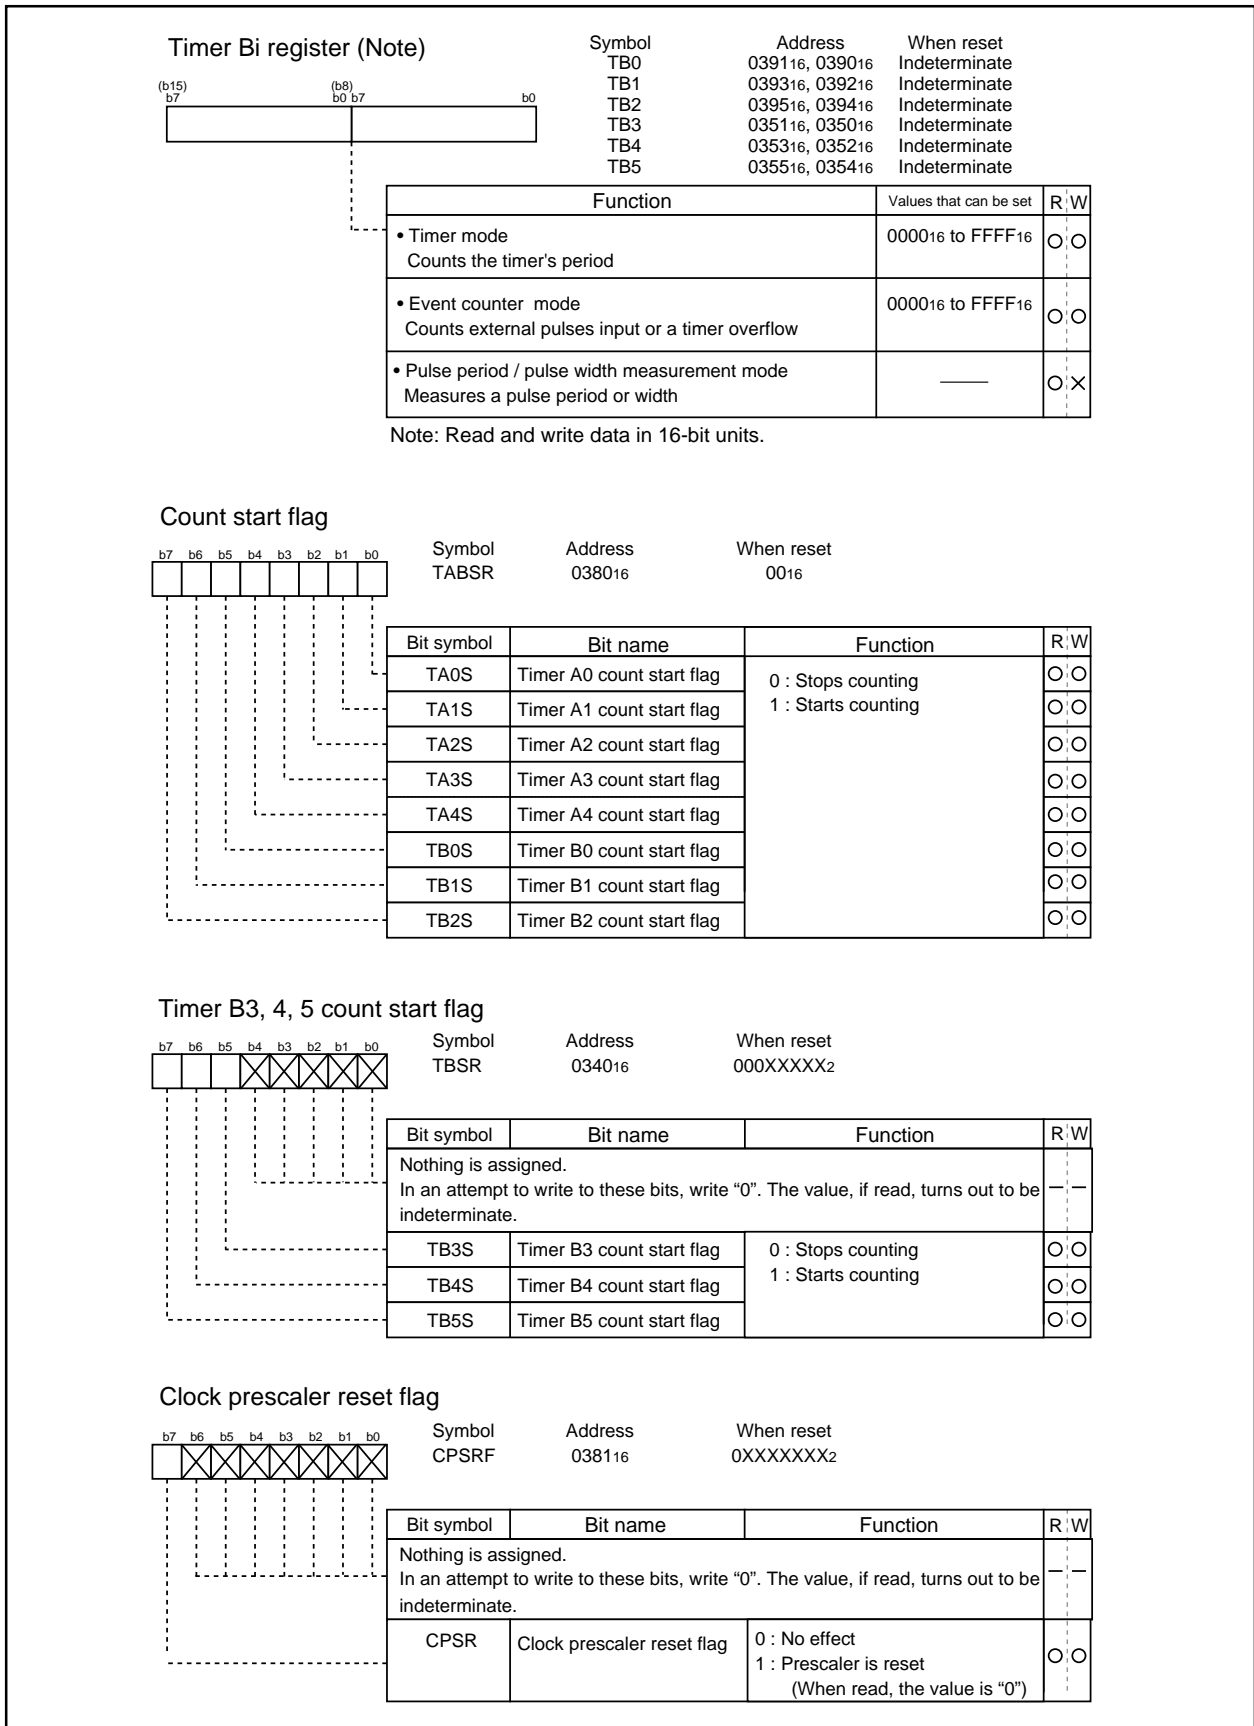 Timer Bi register (Note)
Symbol Address When reset
TB0 039116, 039016 Indeterminate
TB1 039316, 039216 Indeterminate
TB2 039516, 039416 Indeterminate
TB3 035116, 035016 Indeterminate
TB4 035316, 035216 Indeterminate
TB5 035516, 035416 Indeterminate
(b15) (b8)
b7 b0 b7 b0
Function Values that can be set R W
• Timer mode 000016 to FFFF16
Counts the timer's period
• Event counter mode 000016 to FFFF16
Counts external pulses input or a timer overflow
• Pulse period / pulse width measurement mode
Measures a pulse period or width
Note: Read and write data in 16-bit units.
Count start flag
Symbol Address When reset
TABSR 038016 0016
b7 b6 b5 b4 b3 b2 b1 b0
Bit symbol Bit name Function R W
TA0S Timer A0 count start flag 0 : Stops counting
TA1S Timer A1 count start flag 1 : Starts counting
TA2S Timer A2 count start flag
TA3S Timer A3 count start flag
TA4S Timer A4 count start flag
TB0S Timer B0 count start flag
TB1S Timer B1 count start flag
TB2S Timer B2 count start flag
Timer B3, 4, 5 count start flag
Symbol Address When reset
TBSR 034016 000XXXXX2
b7 b6 b5 b4 b3 b2 b1 b0
Bit symbol Bit name Function R W
Nothing is assigned.
In an attempt to write to these bits, write “0”. The value, if read, turns out to be
indeterminate.
TB3S Timer B3 count start flag 0 : Stops counting
TB4S Timer B4 count start flag 1 : Starts counting
TB5S Timer B5 count start flag
Clock prescaler reset flag
Symbol Address When reset
CPSRF 038116 0XXXXXXX2
b7 b6 b5 b4 b3 b2 b1 b0
Bit symbol Bit name Function R W
Nothing is assigned.
In an attempt to write to these bits, write “0”. The value, if read, turns out to be
indeterminate.
CPSR Clock prescaler reset flag 0 : No effect
1 : Prescaler is reset
(When read, the value is “0”)